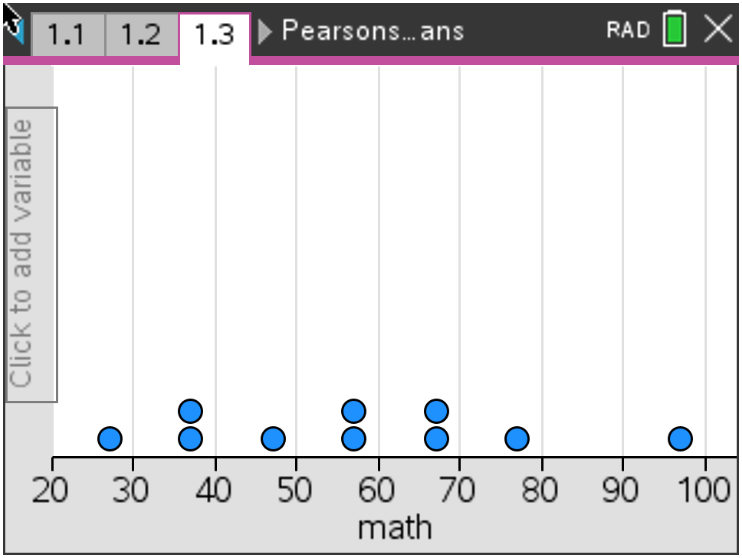 1.1 1.2 1.3 Pearsons...ans RAD
Click to add variable
20 30 40 50 60 70 80 90 100
math